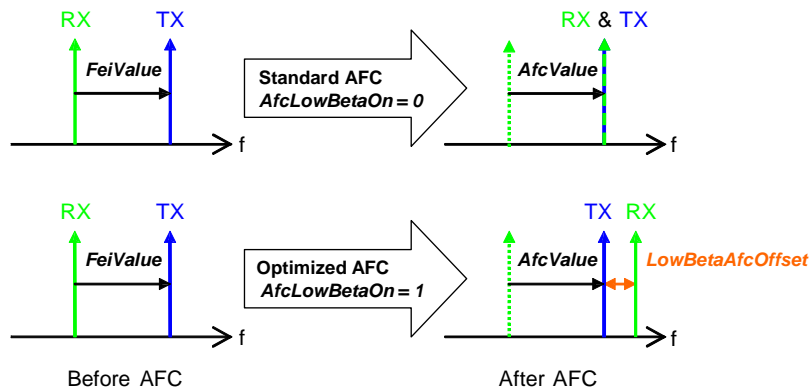 RX TX RX & TX
FeiValue Standard AFC AfcValue
AfcLowBetaOn = 0
f f
RX TX TX RX
FeiValue Optimized AFC AfcValue LowBetaAfcOffset
AfcLowBetaOn = 1
f f
Before AFC After AFC